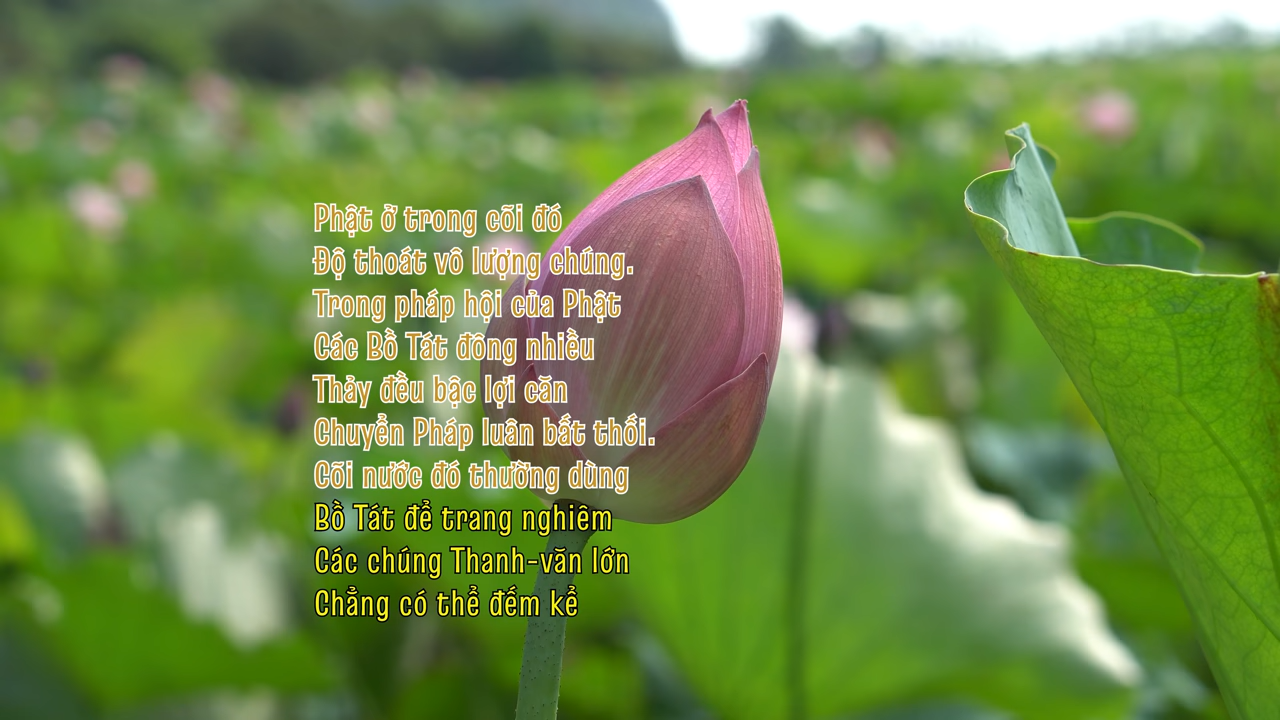 Phật ở trong cõi đó
Độ thoát vô lượng chúng.
Trong pháp hội của Phật
Các Bồ Tát đông nhiều
Thảy đều bậc lợi căn
Chuyển Pháp luân bất thối.
Cõi nước đó thường dùng
Bồ Tát để trang nghiêm
Các chúng Thanh-văn lớn
Chẳng có thể đếm kể